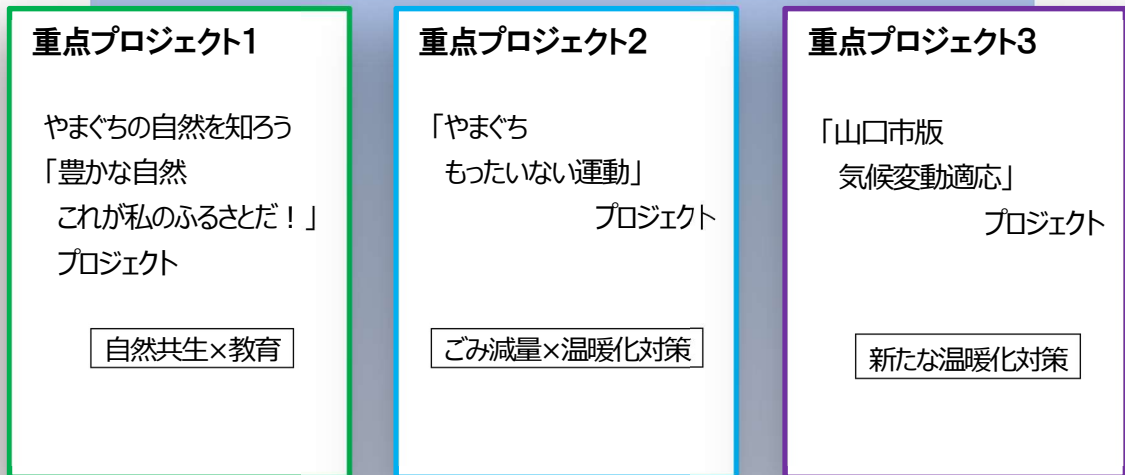 重点プロジェクト1
やまぐちの自然を知ろう
「豊かな自然
これが私のふるさとだ！」
プロジェクト
自然共生×教育
重点プロジェクト2
「やまぐち
もったいない運動」
プロジェクト
ごみ減量×温暖化対策
重点プロジェクト3
「山口市版
気候変動適応」
プロジェクト
新たな温暖化対策